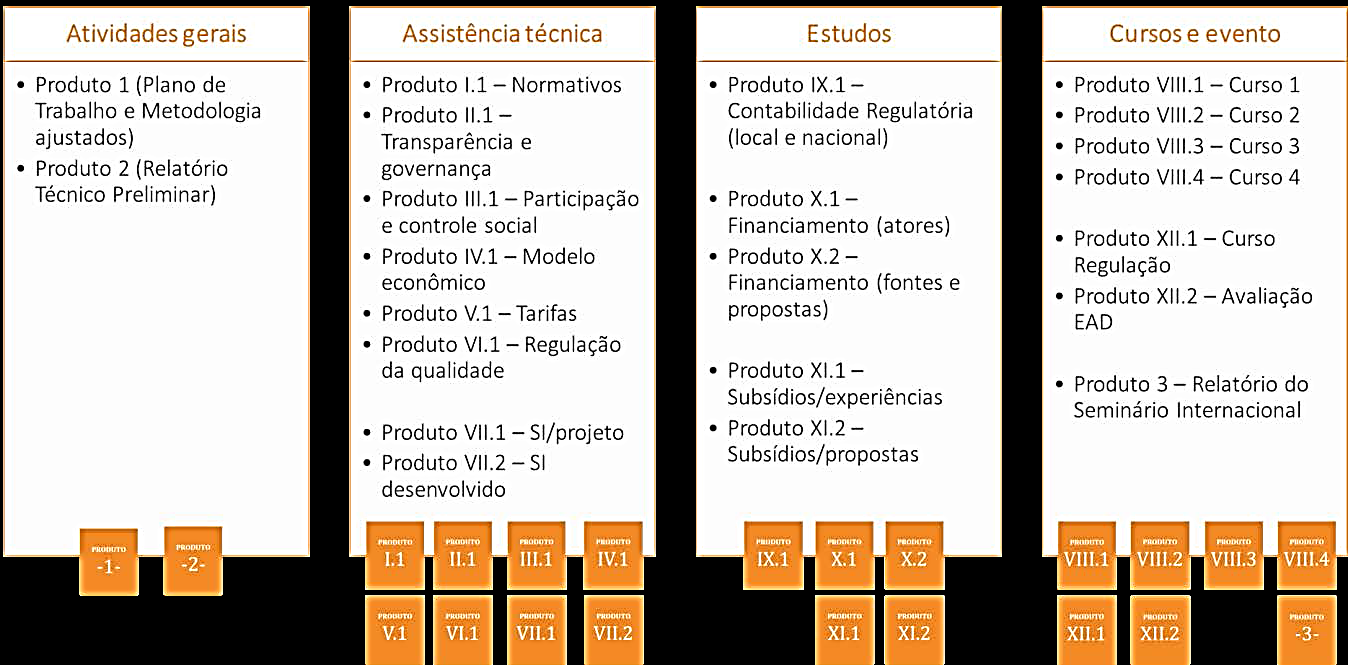 Atividades gerais
• Produto 1 (Plano de
Trabalho e Metodologia
ajustados)
• Produto 2 (Relatório
Técnico Preliminar)
PRODUTO
-1-
PRODUTO
-2-
Assistência técnica
• Produto I.1 – Normativos
• Produto II.1 –
Transparência e
governança
• Produto III.1 – Participação
e controle social
• Produto IV.1 – Modelo
econômico
• Produto V.1 – Tarifas
• Produto VI.1 – Regulação
da qualidade
• Produto VII.1 – SI/projeto
• Produto VII.2 – SI
desenvolvido
PRODUTO
I.1
PRODUTO
II.1
PRODUTO
III.1
PRODUTO
IV.1
PRODUTO
V.1
PRODUTO
VI.1
PRODUTO
VII.1
PRODUTO
VII.2
Estudos
• Produto IX.1 –
Contabilidade Regulatória
(local e nacional)
• Produto X.1 –
Financiamento (atores)
• Produto X.2 –
Financiamento (fontes e
propostas)
• Produto XI.1 –
Subsídios/experiências
• Produto XI.2 –
Subsídios/propostas
PRODUTO
IX.1
PRODUTO
X.1
PRODUTO
X.2
PRODUTO
XI.1
PRODUTO
XI.2
Cursos e evento
• Produto VIII.1 – Curso 1
• Produto VIII.2 – Curso 2
• Produto VIII.3 – Curso 3
• Produto VIII.4 – Curso 4
• Produto XII.1 – Curso
Regulação
• Produto XII.2 – Avaliação
EAD
• Produto 3 – Relatório do
Seminário Internacional
PRODUTO
VIII.1
PRODUTO
VIII.2
PRODUTO
VIII.3
PRODUTO
VIII.4
PRODUTO
XII.1
PRODUTO
XII.2
PRODUTO
-3-